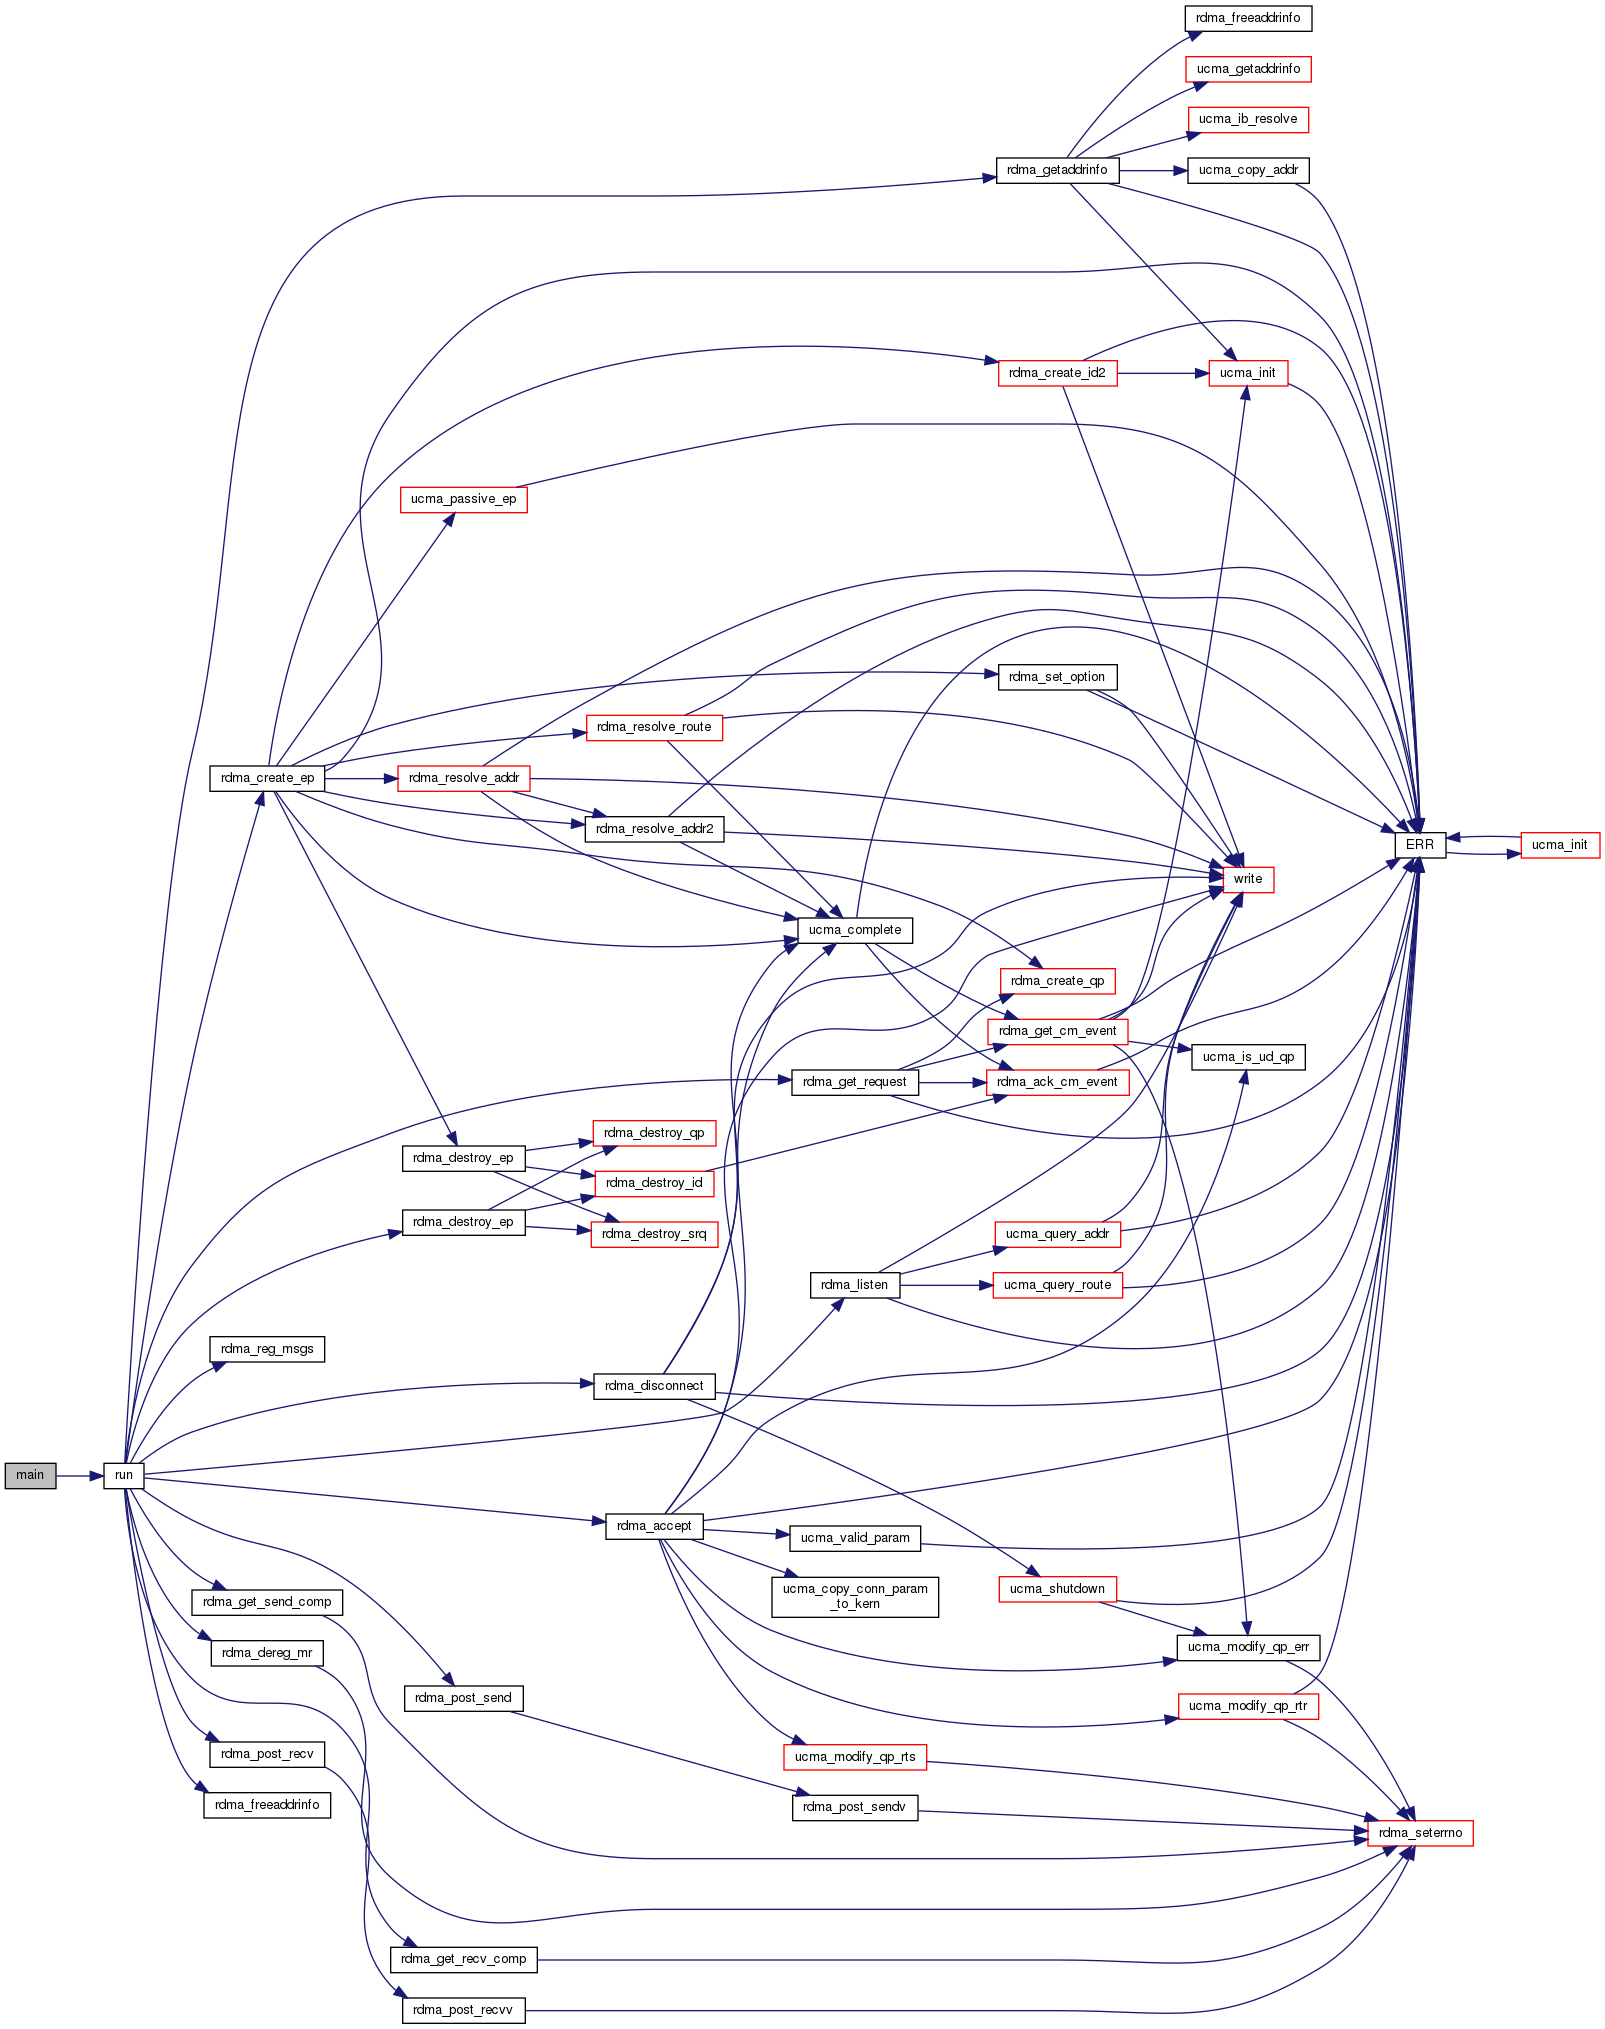 rdma_freeaddrinfo
ucma_getaddrinfo
ucma_ib_resolve
rdma_getaddrinfo
ucma_copy_addr
rdma_create_id2
ucma_init
ucma_passive_ep
rdma_set_option
rdma_resolve_route
rdma_create_ep
rdma_resolve_addr
rdma_resolve_addr2
ERR
ucma_init
write
ucma_complete
rdma_create_qp
rdma_get_cm_event
ucma_is_ud_qp
rdma_get_request
rdma_ack_cm_event
rdma_destroy_qp
rdma_destroy_ep
rdma_destroy_id
rdma_destroy_ep
rdma_destroy_srq
ucma_query_addr
rdma_listen
ucma_query_route
rdma_reg_msgs
rdma_disconnect
main
run
rdma_accept
ucma_valid_param
ucma_copy_conn_param
_to_kern
ucma_shutdown
rdma_get_send_comp
rdma_dereg_mr
ucma_modify_qp_err
rdma_post_send
ucma_modify_qp_rtr
rdma_post_recv
ucma_modify_qp_rts
rdma_freeaddrinfo
rdma_post_sendv
rdma_seterrno
rdma_get_recv_comp
rdma_post_recvv